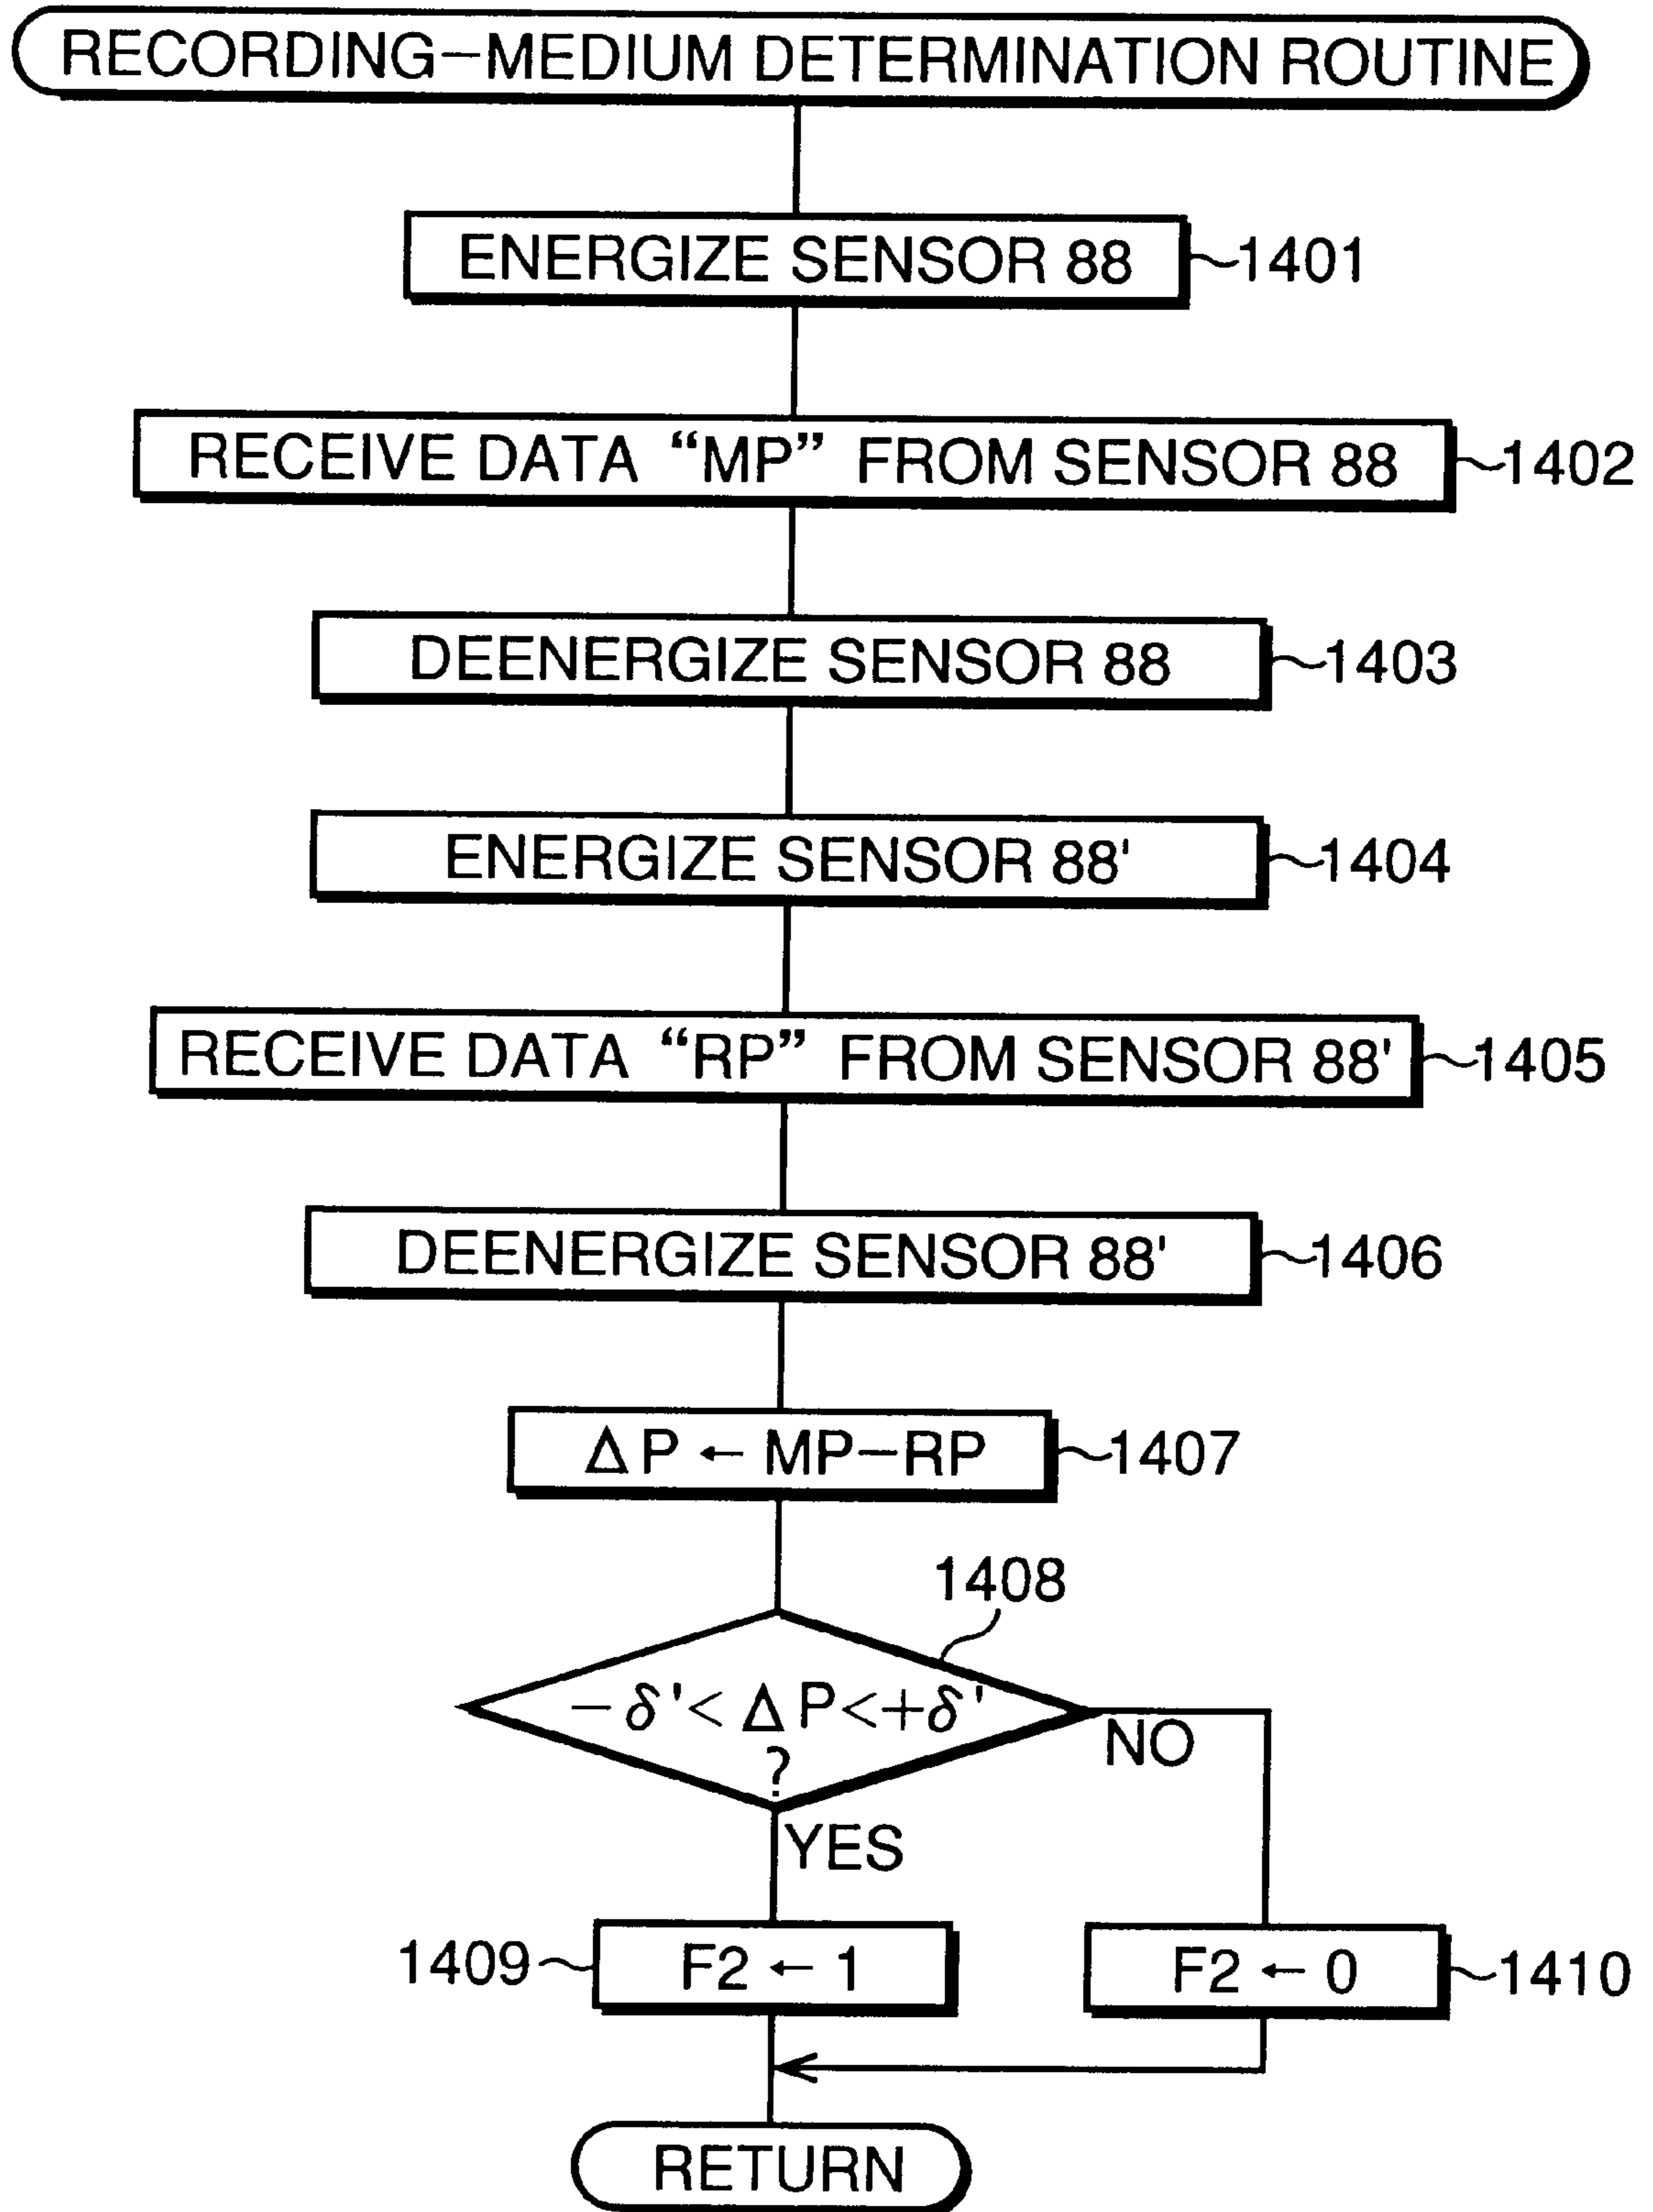 RECORDING—MEDIUM DETERMINATION ROUTINE
ENERGIZE SENSOR 88 1401
RECEIVE DATA “MP” FROM SENSOR 88 1402
DEENERGIZE SENSOR 88 1403
ENERGIZE SENSOR 88' 1404
RECEIVE DATA “RP” FROM SENSOR 88' 1405
DEENERGIZE SENSOR 88' 1406
ΔP ← MP—RP 1407
1408
−δ'< ΔP<+δ'
?
NO
YES
1409 F2 ← 1 F2 ← 0 1410
RETURN